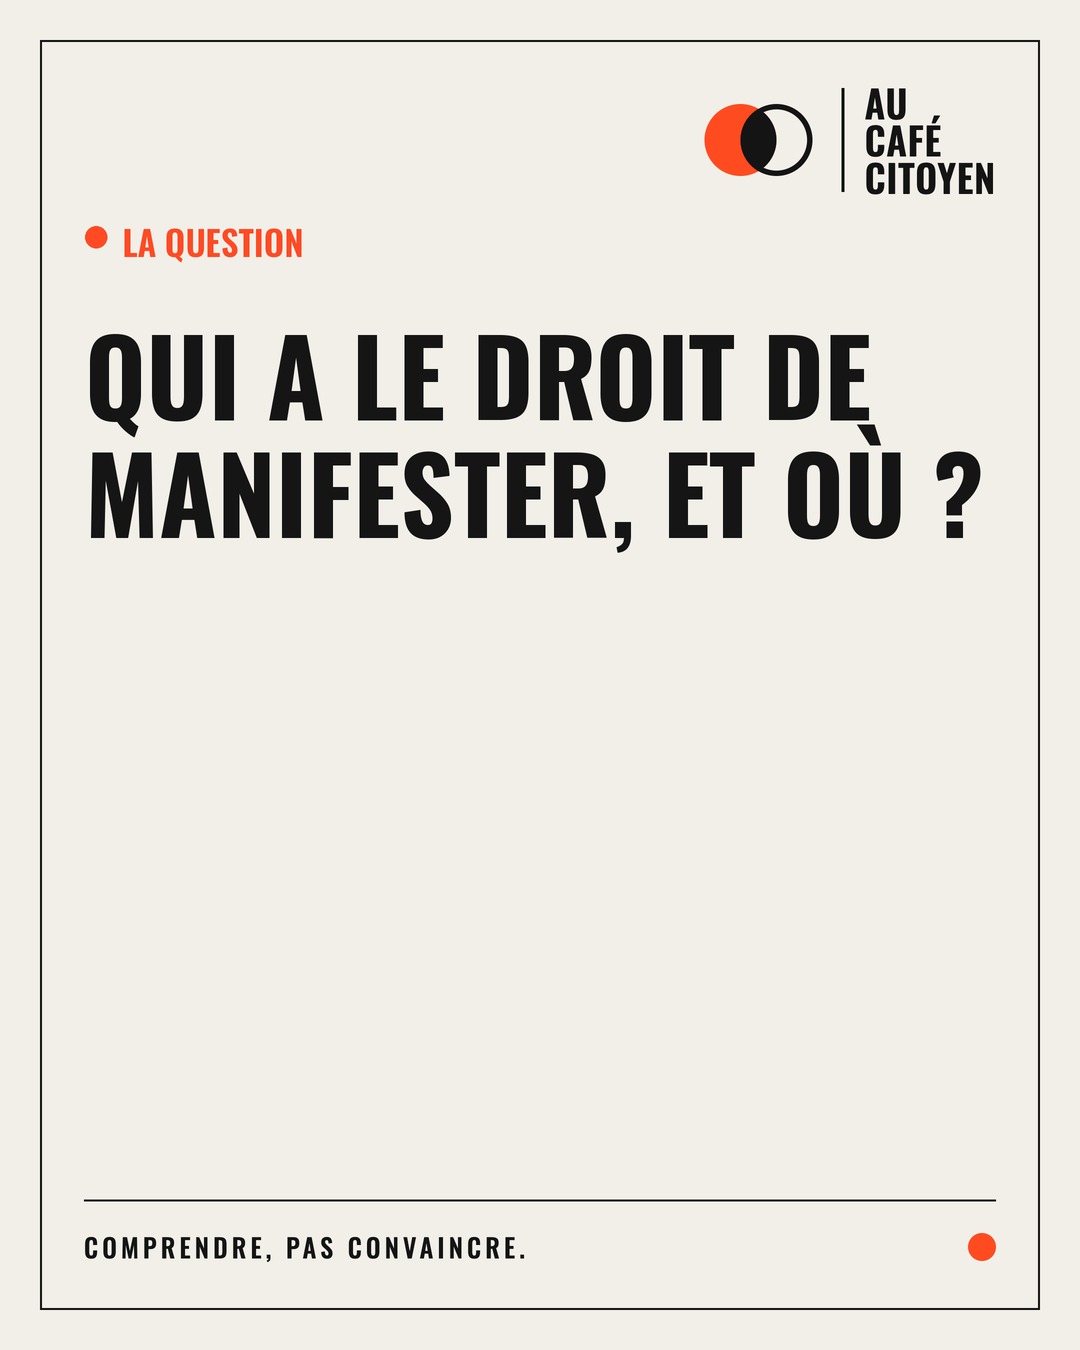 AU
CAFÉ
CITOYEN
LA QUESTION
QUI A LE DROIT DE
MANIFESTER, ET OÙ ?
COMPRENDRE, PAS CONVAINCRE.